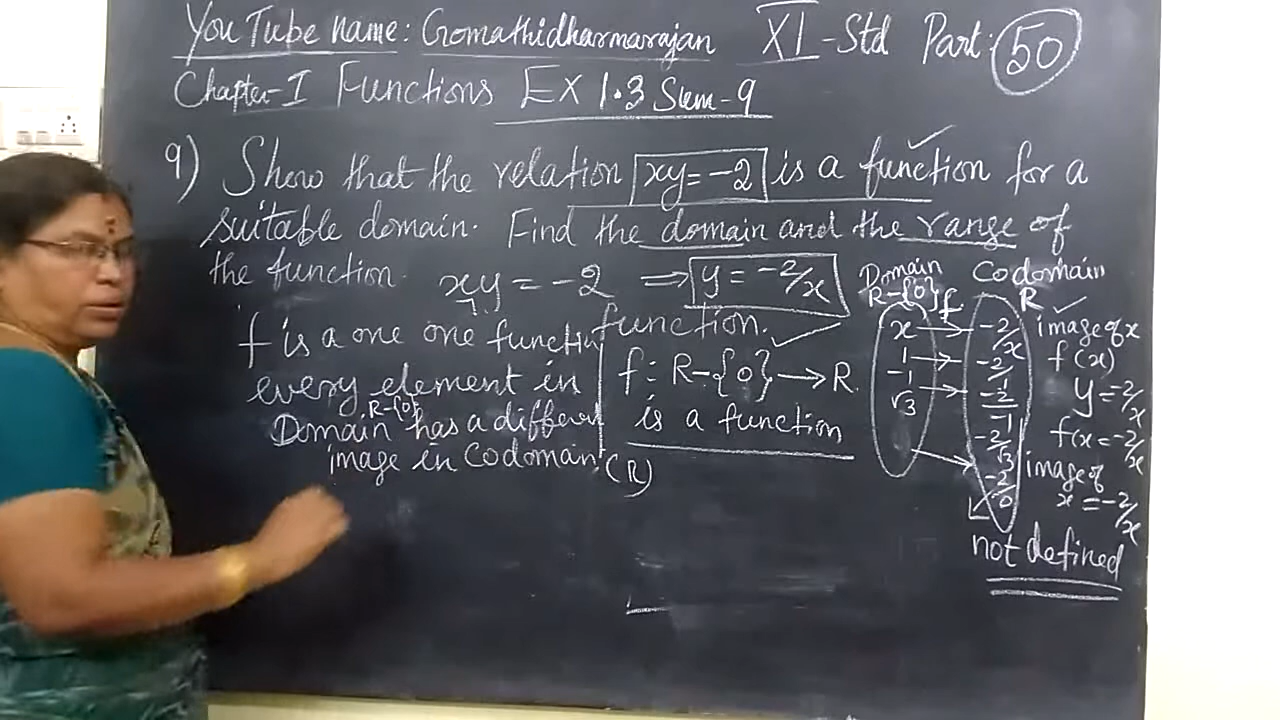 YouTube name: Gomathidharmarajan XI-Std Part: 50
Chapter-I Functions Ex 1.3 Sum-9
9) Show that the relation xy=-2 is a function for a
suitable domain. Find the domain and the range of
the function. xy = -2 ⇒ y = -2/x
function.
f: R-{0} → R
is a function
f is a one one function
every element in
R-{0}
Domain has a different
image in Codoman (R)
Domain
R-{0}
f
x
1
-1
√3
Codomain
R
-2/x
-2/1
-2/-1
-2/√3
-2/0
not defined
image of x
f(x)
y=-2/x
f(x=-2/x
image of
x =-2/x